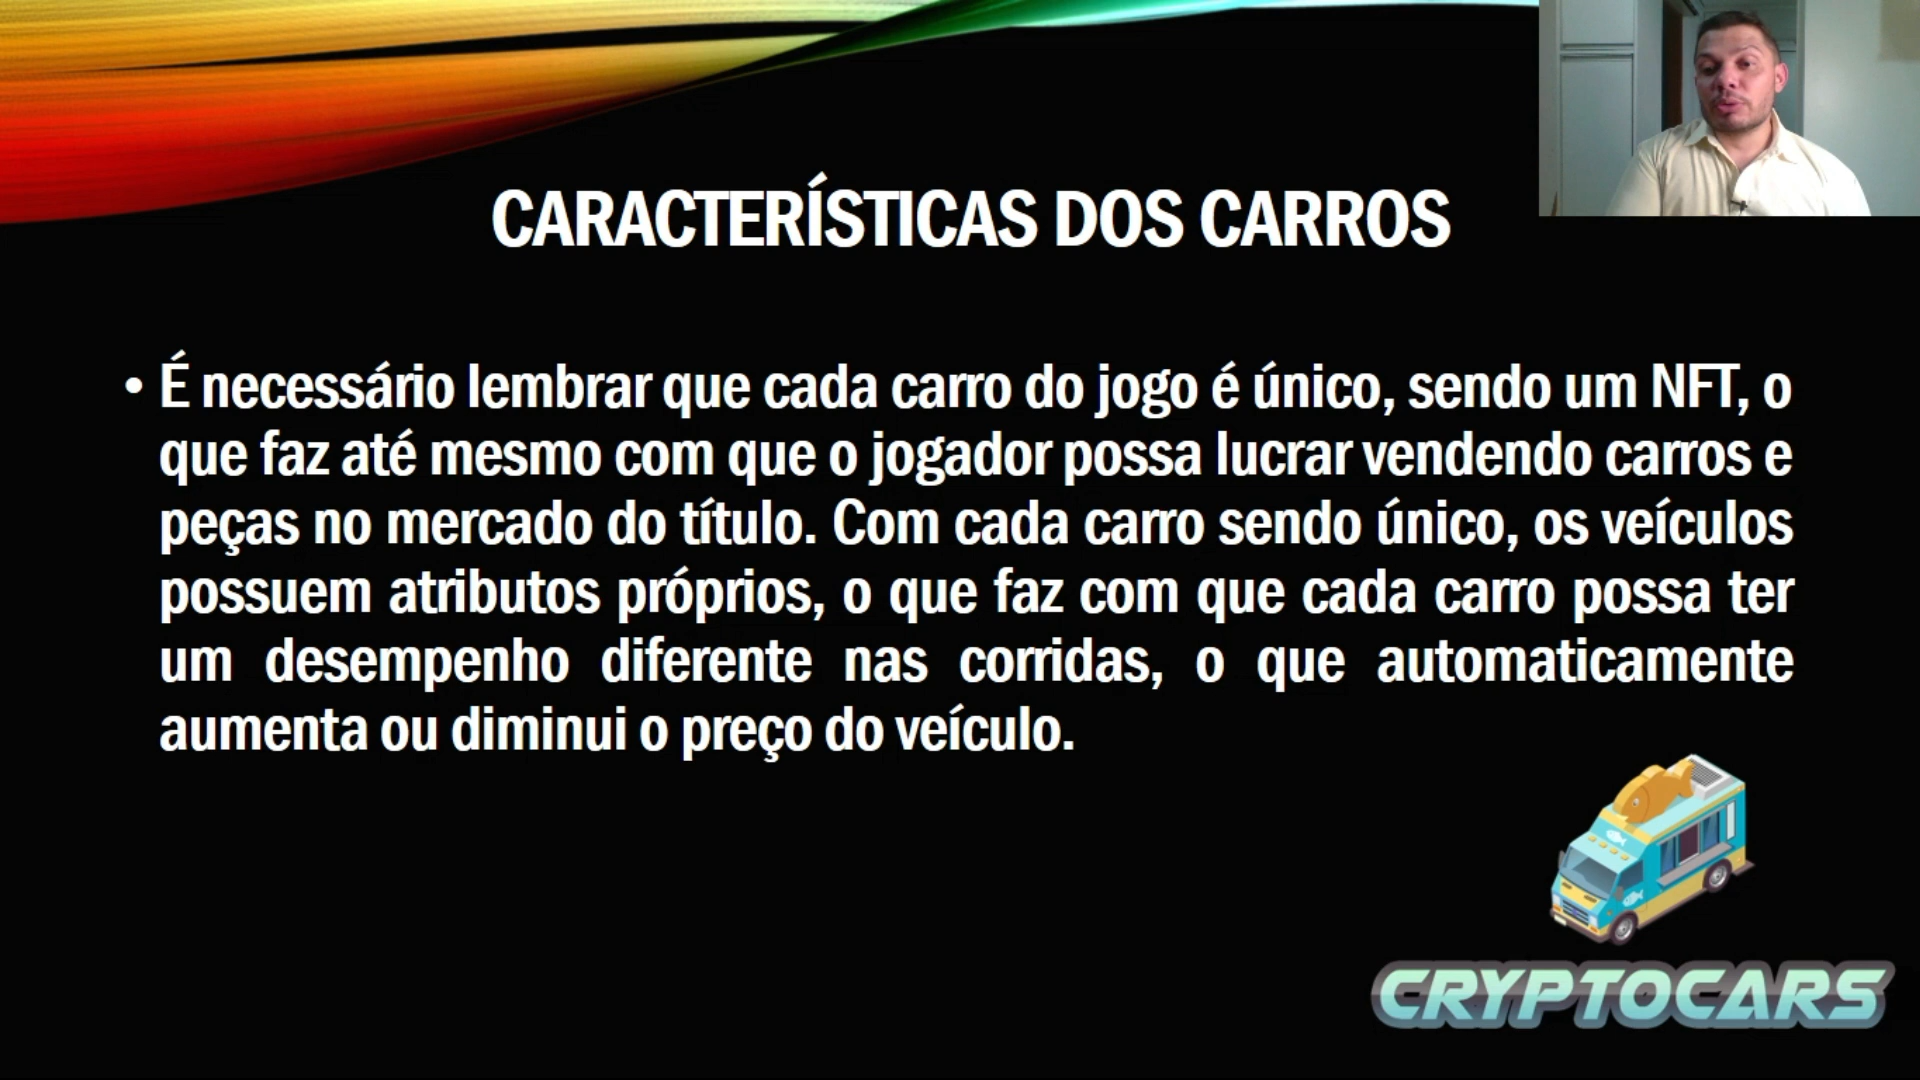 CARACTERÍSTICAS DOS CARROS
• É necessário lembrar que cada carro do jogo é único, sendo um NFT, o
que faz até mesmo com que o jogador possa lucrar vendendo carros e
peças no mercado do título. Com cada carro sendo único, os veículos
possuem atributos próprios, o que faz com que cada carro possa ter
um desempenho diferente nas corridas, o que automaticamente
aumenta ou diminui o preço do veículo.
CRYPTOCARS